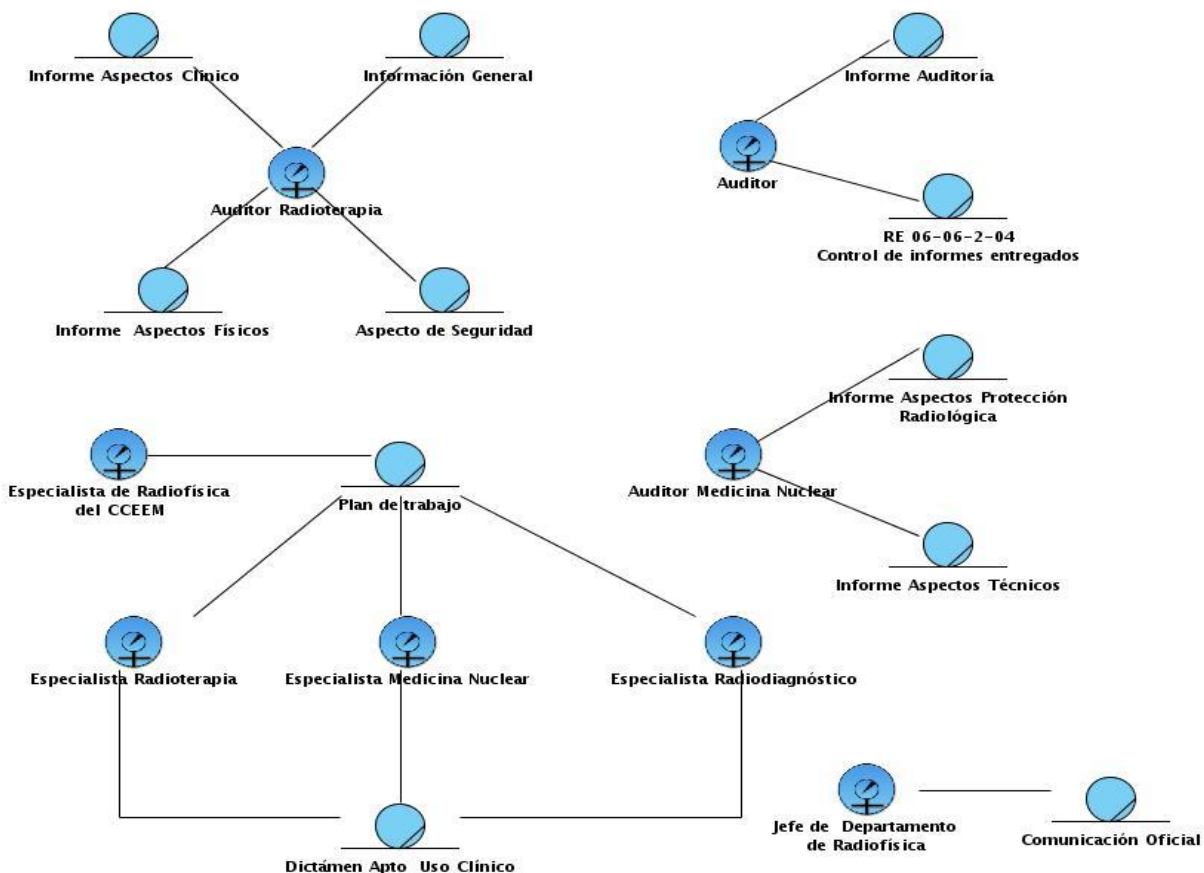 Informe Aspectos Clínico
Información General
Informe Auditoría
Auditor Radioterapia
Auditor
RE 06-06-2-04
Control de informes entregados
Informe Aspectos Físicos
Aspecto de Seguridad
Informe Aspectos Protección
Radiológica
Especialista de Radiofísica
del CCEEM
Plan de trabajo
Auditor Medicina Nuclear
Informe Aspectos Técnicos
Especialista Radioterapia
Especialista Medicina Nuclear
Especialista Radiodiagnóstico
Jefe de Departamento
de Radiofísica
Comunicación Oficial
Dictámen Apto Uso Clínico